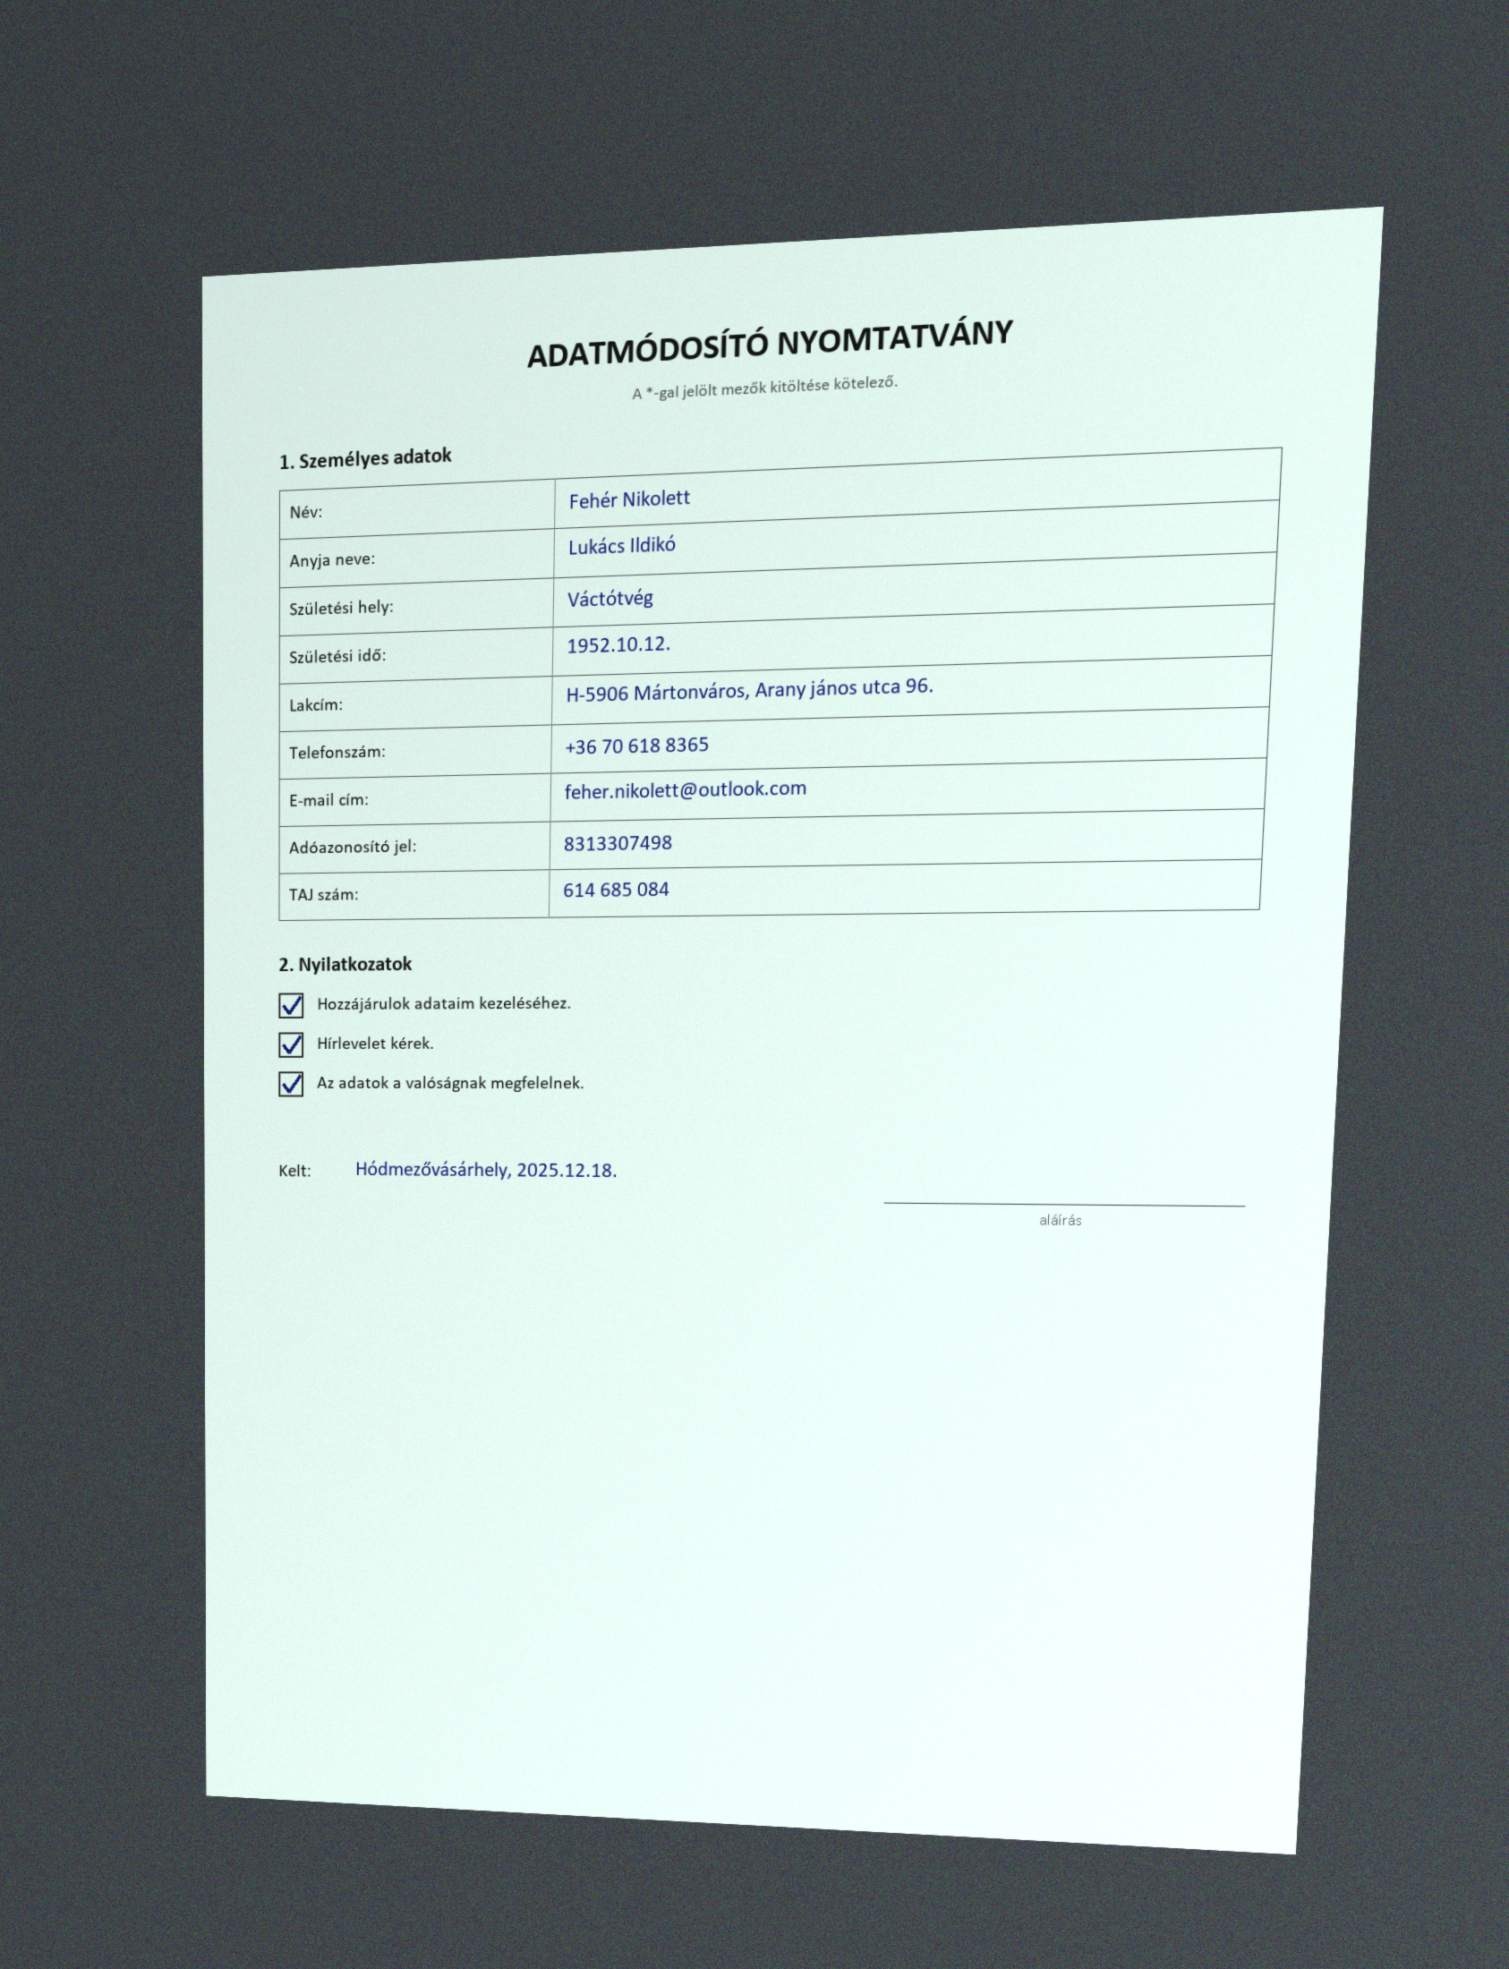 ADATMÓDOSÍTÓ NYOMTATVÁNY
A *-gal jelölt mezők kitöltése kötelező.
1. Személyes adatok
Név: Fehér Nikolett
Anyja neve: Lukács Ildikó
Születési hely: Váctótvég
Születési idő: 1952.10.12.
Lakcím: H-5906 Mártonváros, Arany jános utca 96.
Telefonszám: +36 70 618 8365
E-mail cím: feher.nikolett@outlook.com
Adóazonosító jel: 8313307498
TAJ szám: 614 685 084
2. Nyilatkozatok
Hozzájárulok adataim kezeléséhez.
Hírlevelet kérek.
Az adatok a valóságnak megfelelnek.
Kelt: Hódmezővásárhely, 2025.12.18.
aláírás